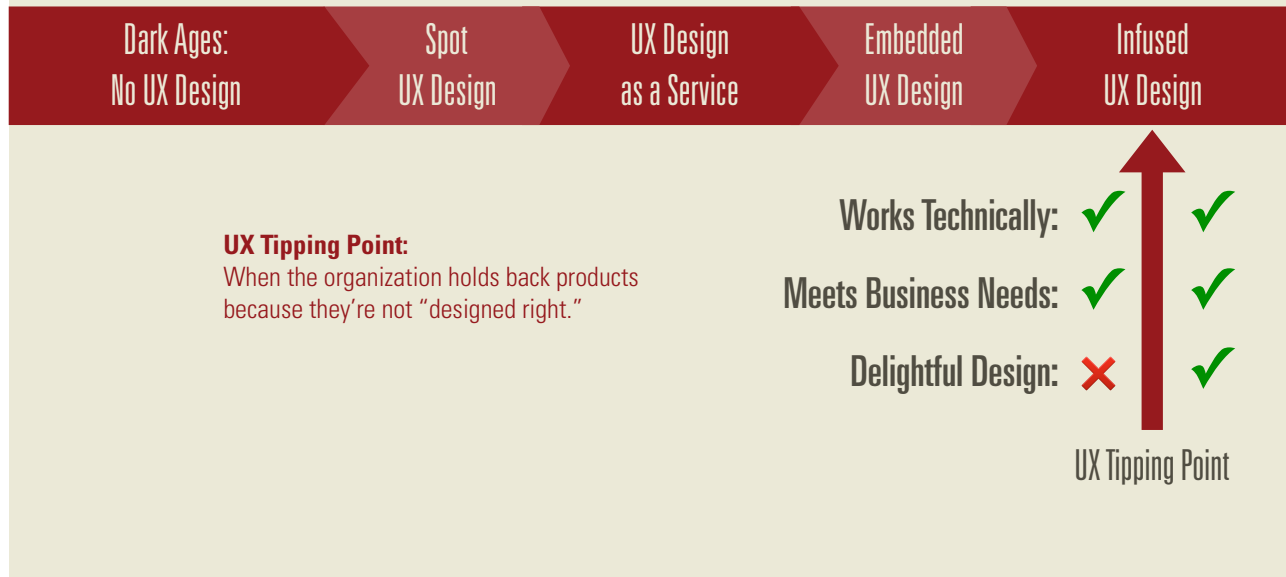 Dark Ages:
No UX Design
Spot
UX Design
UX Design
as a Service
Embedded
UX Design
Infused
UX Design
UX Tipping Point:
When the organization holds back products
because they’re not “designed right.”
Works Technically:
Meets Business Needs:
Delightful Design:
UX Tipping Point